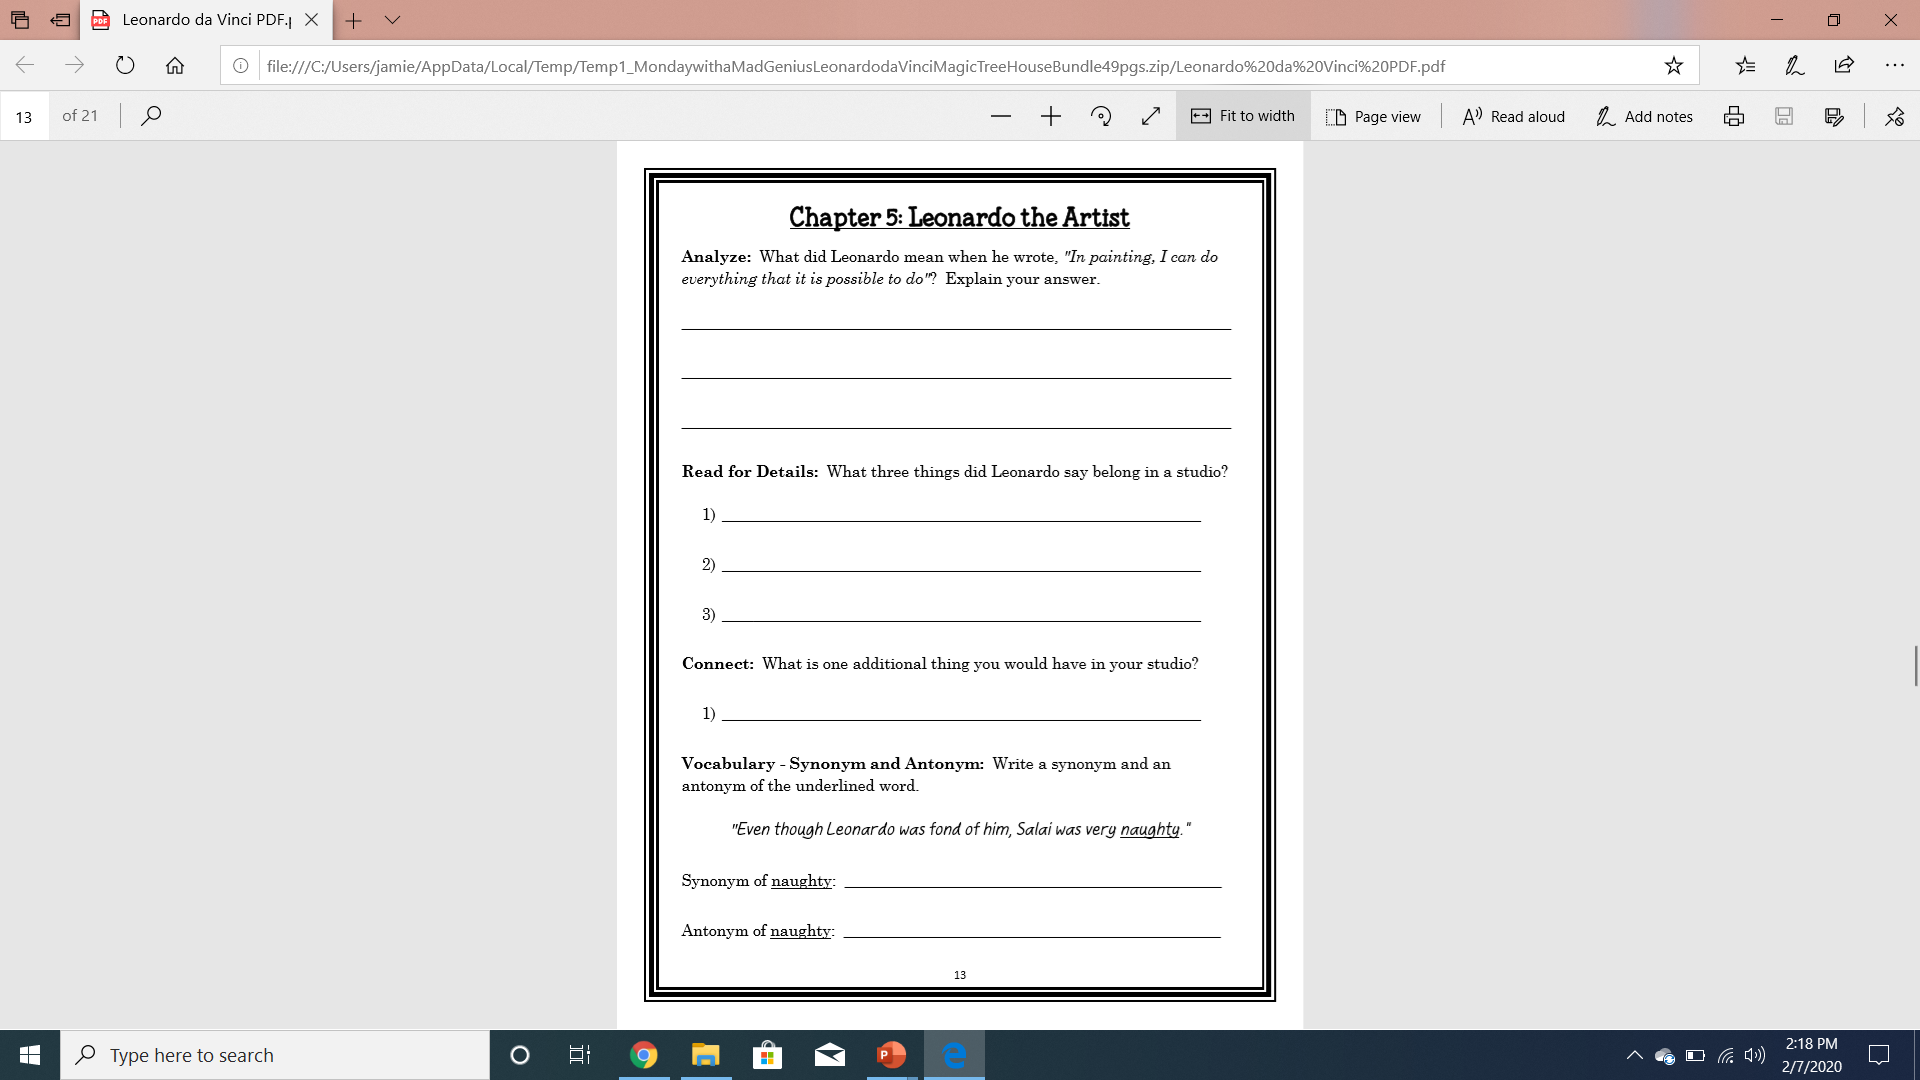 Leonardo da Vinci PDF.p
file:///C:/Users/jamie/AppData/Local/Temp/Temp1_MondaywithaMadGeniusLeonardodaVinciMagicTreeHouseBundle49pgs.zip/Leonardo%20da%20Vinci%20PDF.pdf
13 of 21 Fit to width Page view Read aloud Add notes
Chapter 5: Leonardo the Artist
Analyze: What did Leonardo mean when he wrote, "In painting, I can do
everything that it is possible to do"? Explain your answer.
Read for Details: What three things did Leonardo say belong in a studio?
1)
2)
3)
Connect: What is one additional thing you would have in your studio?
1)
Vocabulary - Synonym and Antonym: Write a synonym and an
antonym of the underlined word.
"Even though Leonardo was fond of him, Salai was very naughty."
Synonym of naughty:
Antonym of naughty:
13
Type here to search
2:18 PM
2/7/2020